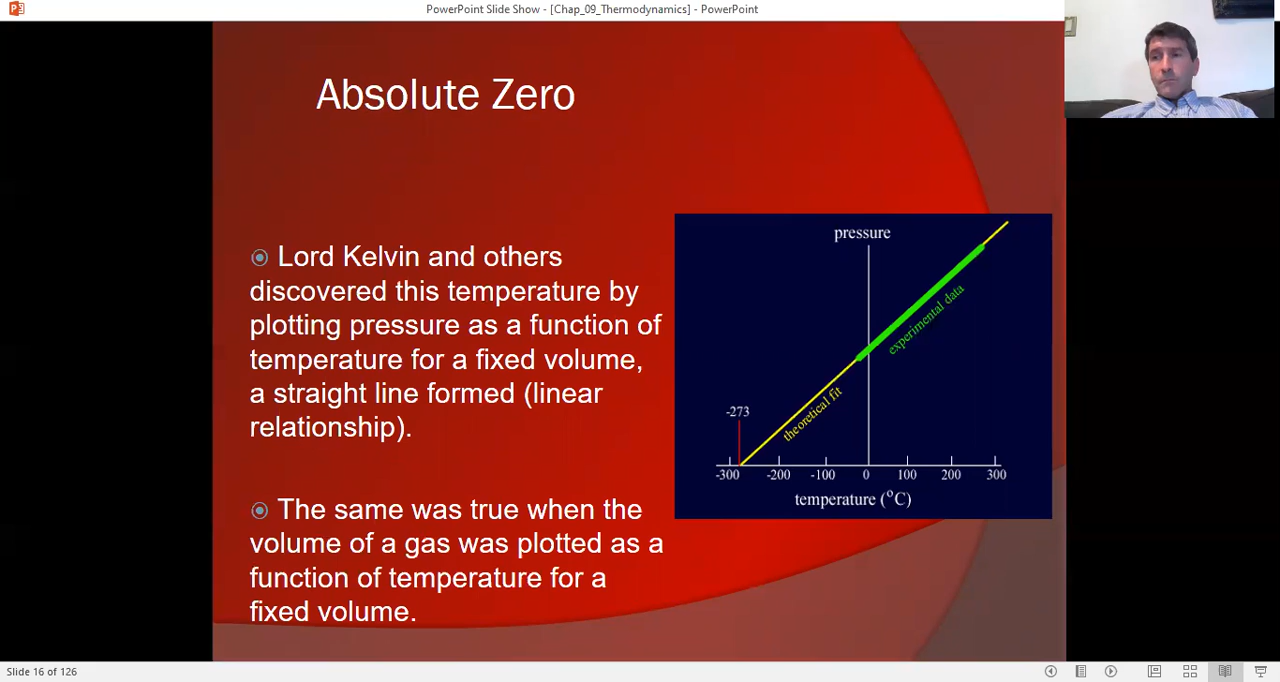 PowerPoint Slide Show - [Chap_09_Thermodynamics] - PowerPoint
Absolute Zero
Lord Kelvin and others
discovered this temperature by
plotting pressure as a function of
temperature for a fixed volume,
a straight line formed (linear
relationship).
The same was true when the
volume of a gas was plotted as a
function of temperature for a
fixed volume.
pressure
experimental data
theoretical fit
-273
-300 -200 -100 0 100 200 300
temperature (°C)
Slide 16 of 126